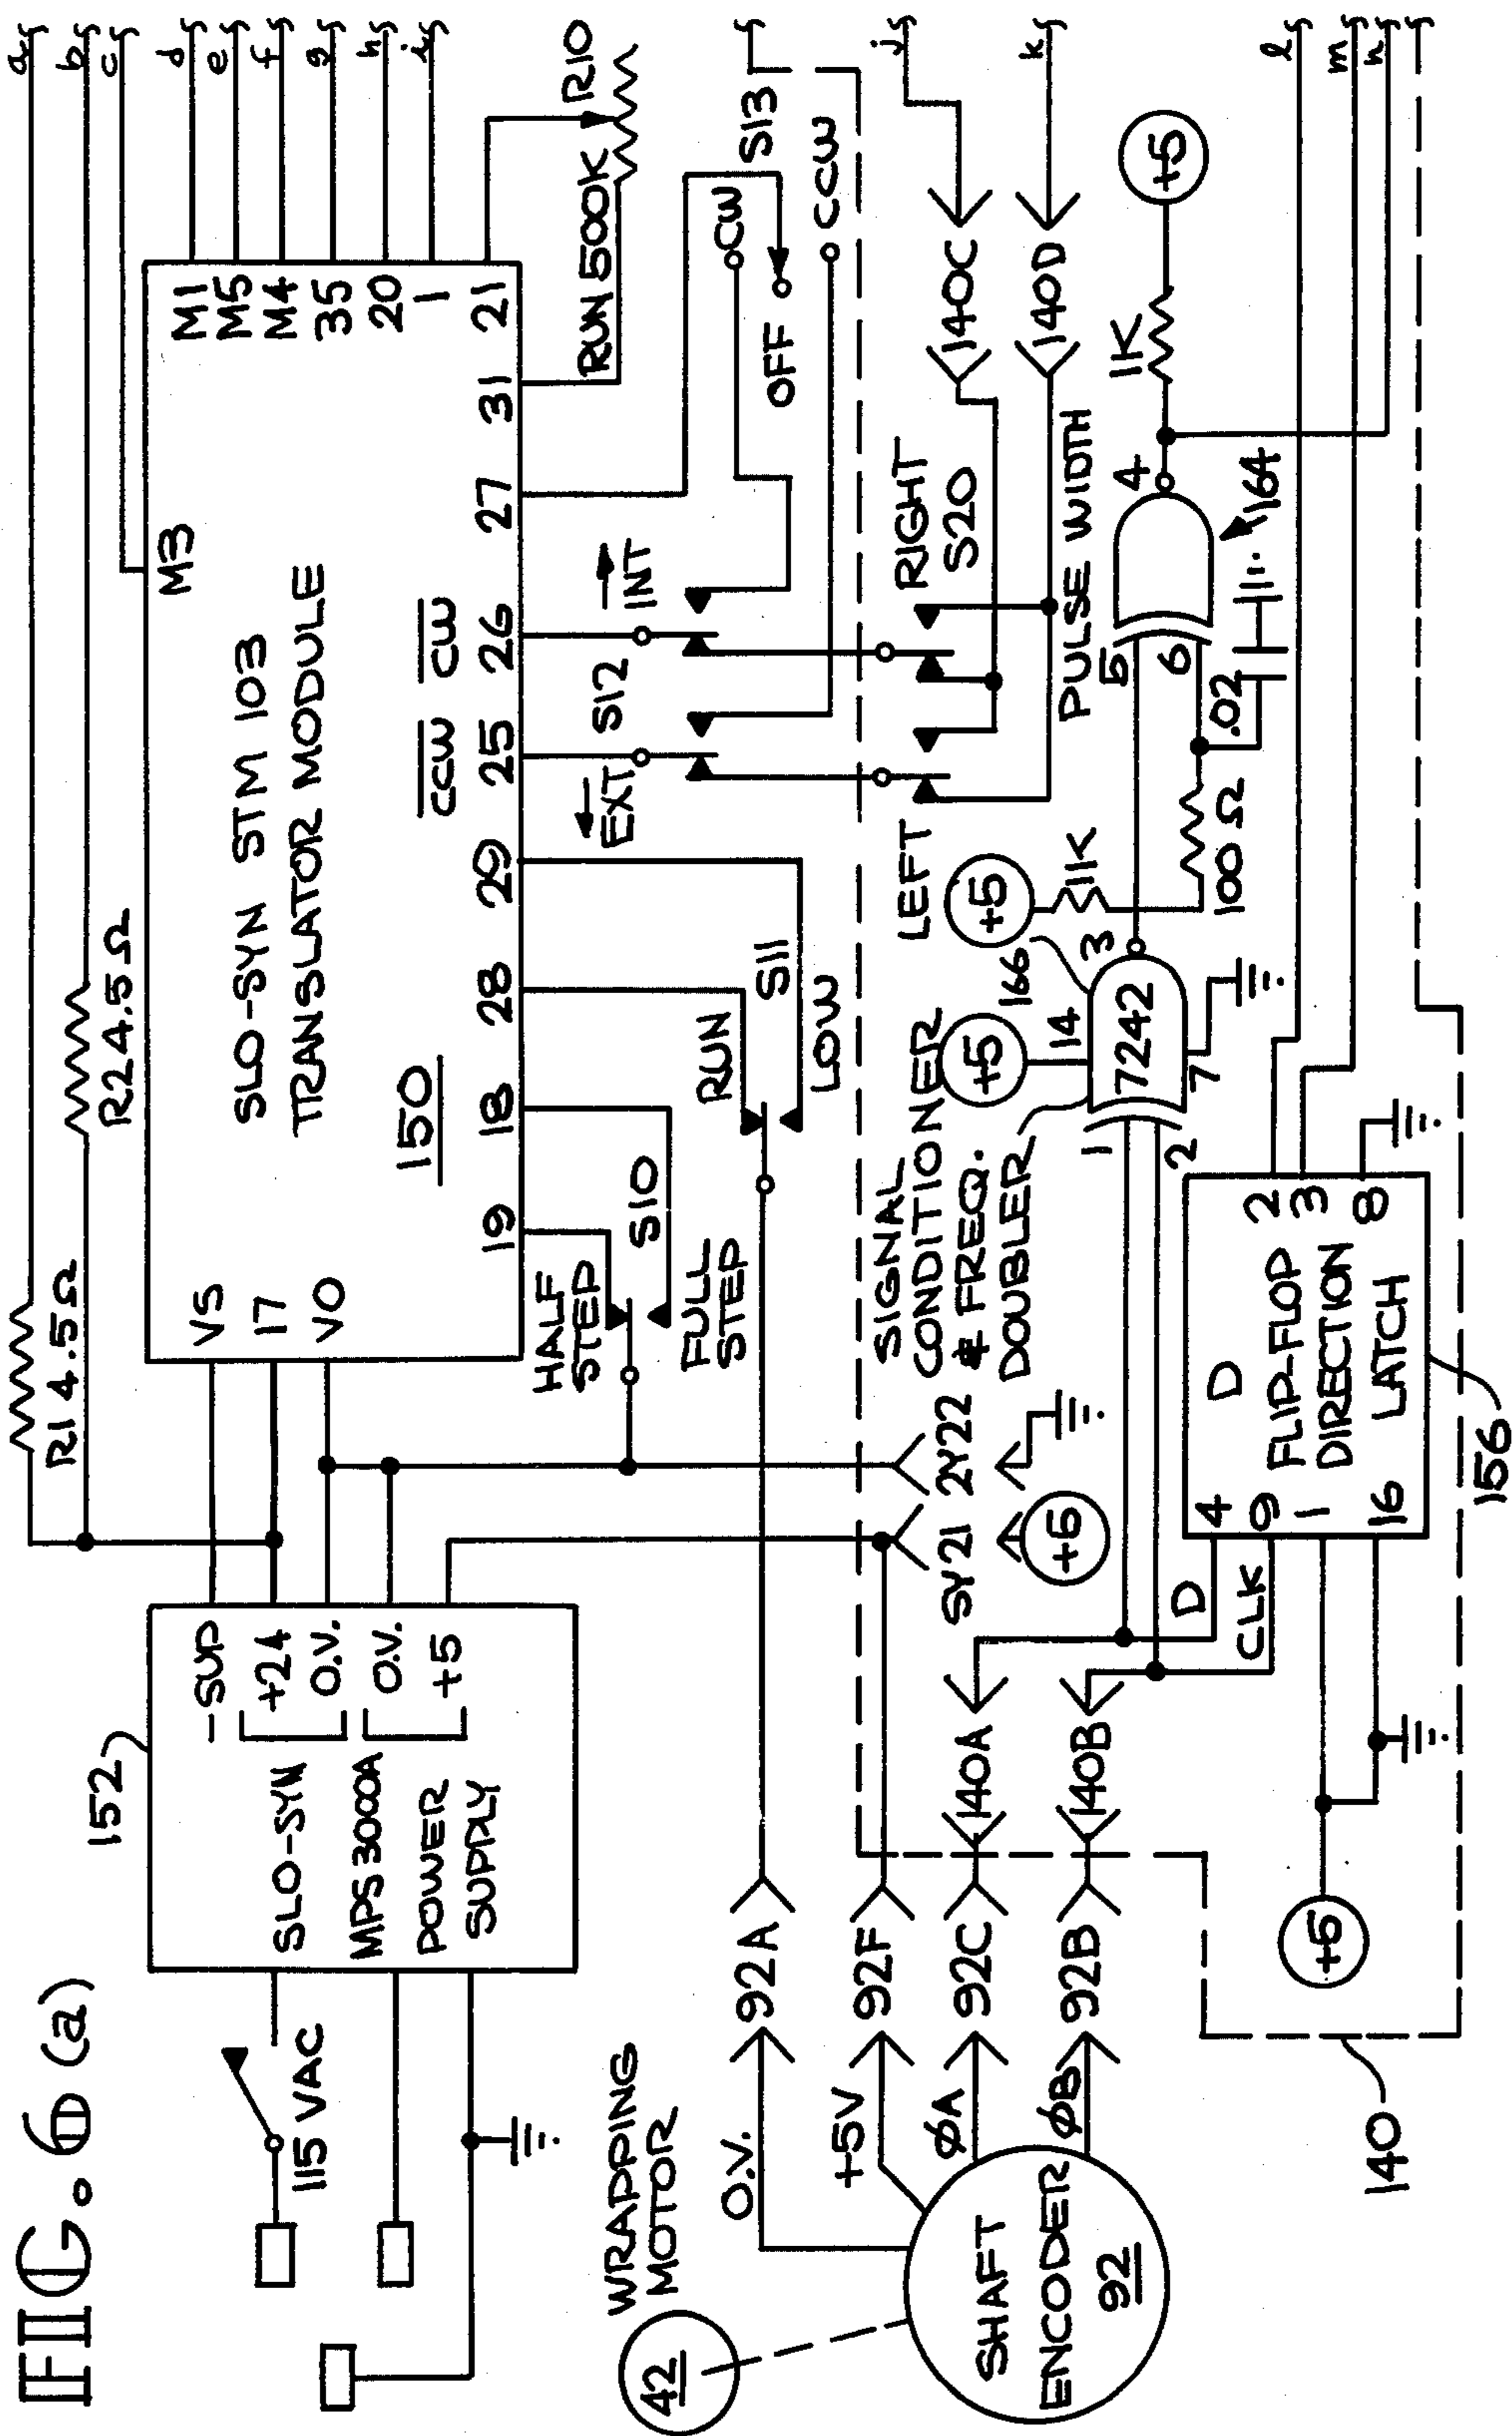 FIG. 6(a)
152
SLO-SYN
MPS 3000A
POWER
SUPPLY
-SUP
+24
O.V.
O.V.
+5
115 VAC
R1 4.5Ω
R2 4.5Ω
a
b
c
d
e
f
g
h
i
SLO-SYN STM 103
TRANSLATOR MODULE
150
VS
17
VO
M3
M1
M5
M4
35
20
1
21
19
18
28
29
CCW
25
CW
26
27
31
RUN 500K
R10
HALF
STEP
S10
FULL
STEP
RUN
S11
LOW
EXT
S12
INT
CW
S13
OFF
CCW
LEFT
RIGHT
S20
140C
140D
j
k
WRAPPING
MOTOR
42
SHAFT
ENCODER
92
O.V.
+5V
ØA
ØB
92A
92F
92C
92B
140A
140B
SY21
2Y22
+5
SIGNAL
CONDITIONER
& FREQ.
DOUBLER
+5
14
166
7242
1
2
3
7
+5
1K
100 Ω
.02
PULSE WIDTH
5
6
4
164
1K
+5
D
CLK
4
9
1
16
D
FLIP-FLOP
DIRECTION
LATCH
2
3
8
156
+5
140
l
m
n